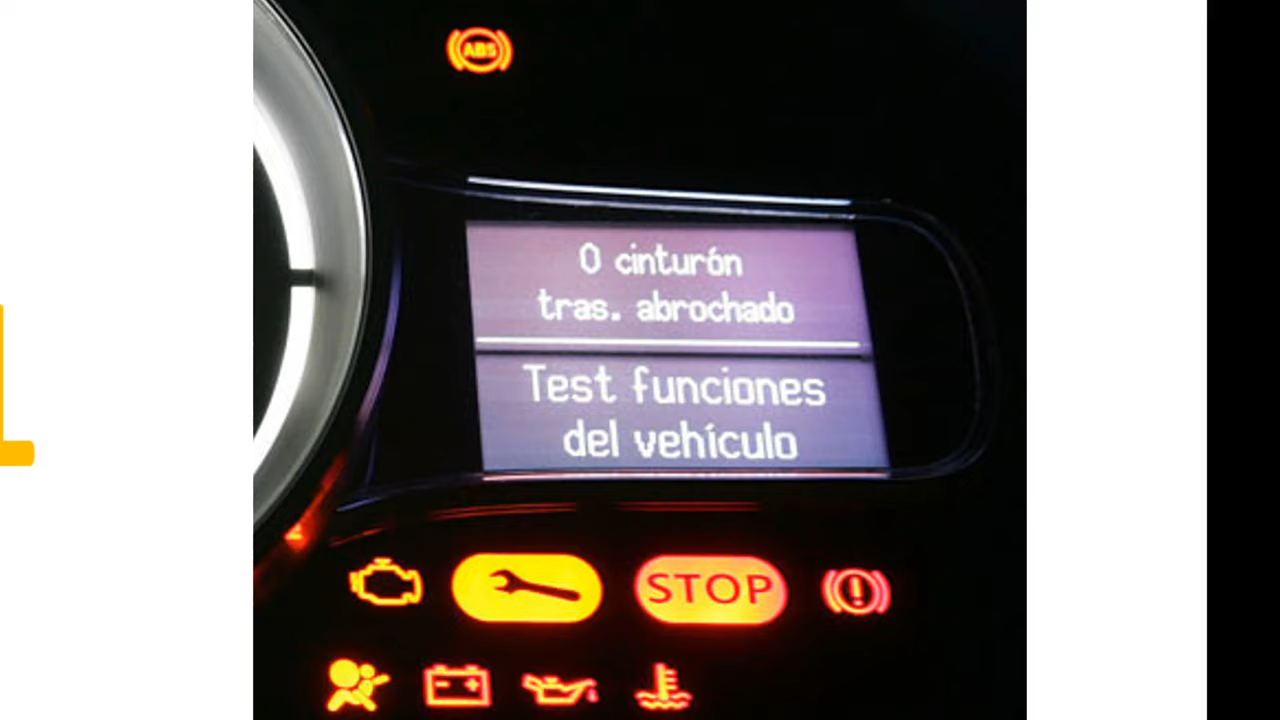 ABS
0 cinturón
tras. abrochado
Test funciones
del vehículo
STOP